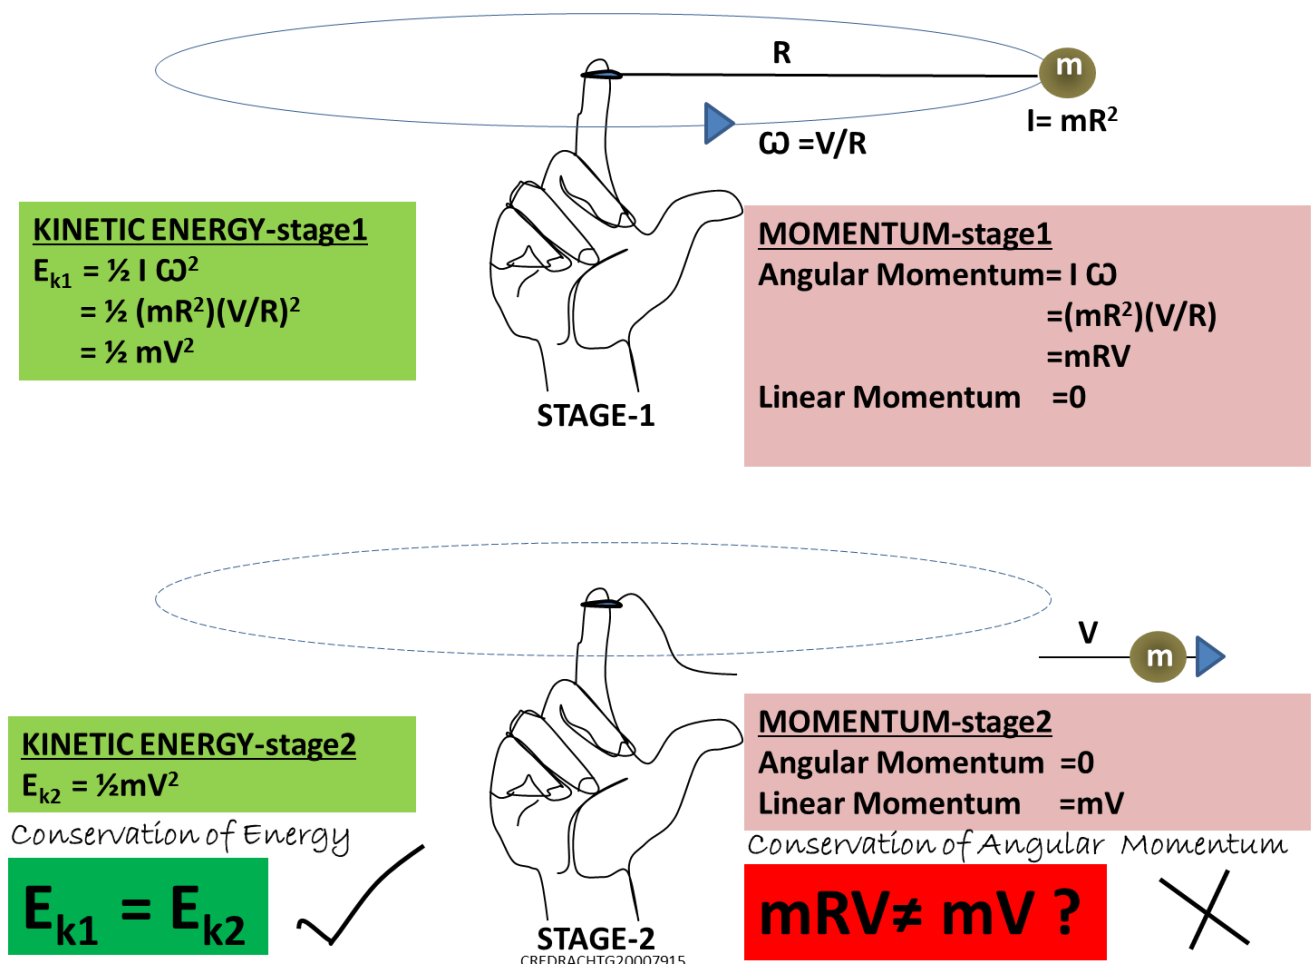 R
m
I= mR²
Ѡ =V/R
KINETIC ENERGY-stage1
Eₖ₁ = ½ I Ѡ²
= ½ (mR²)(V/R)²
= ½ mV²
MOMENTUM-stage1
Angular Momentum= I Ѡ
=(mR²)(V/R)
=mRV
Linear Momentum =0
STAGE-1
V
m
KINETIC ENERGY-stage2
Eₖ₂ = ½mV²
MOMENTUM-stage2
Angular Momentum =0
Linear Momentum =mV
Conservation of Energy
Eₖ₁ = Eₖ₂
Conservation of Angular Momentum
mRV≠ mV ?
STAGE-2
CREDRACHTG20007915